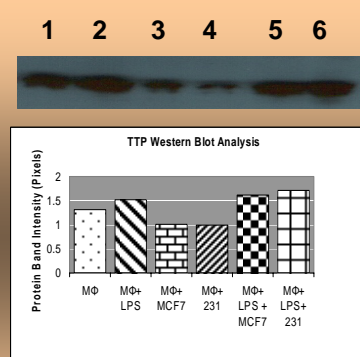 1 2 3 4 5 6
TTP Western Blot Analysis
Protein Band Intensity (Pixels)
2
1.5
1
0.5
0
MΦ MΦ+ MΦ+ MΦ+ MΦ+ MΦ+
LPS MCF7 231 LPS + LPS+
MCF7 231